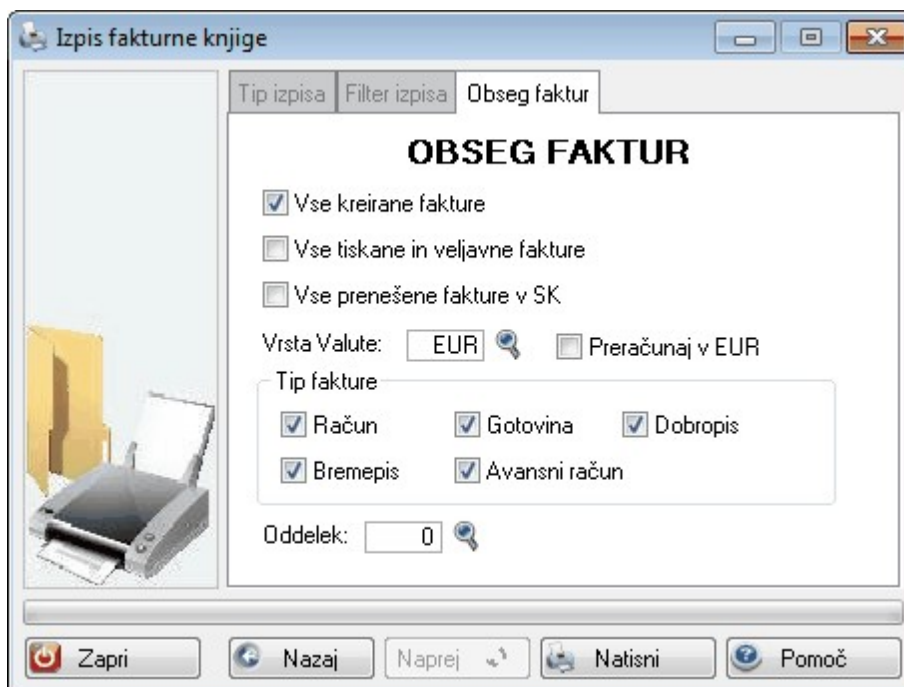 Izpis fakturne knjige
Tip izpisa Filter izpisa Obseg faktur
OBSEG FAKTUR
Vse kreirane fakture
Vse tiskane in veljavne fakture
Vse prenešene fakture v SK
Vrsta Valute: EUR Preračunaj v EUR
Tip fakture
Račun Gotovina Dobropis
Bremepis Avansni račun
Oddelek: 0
Zapri Nazaj Naprej Natisni Pomoč